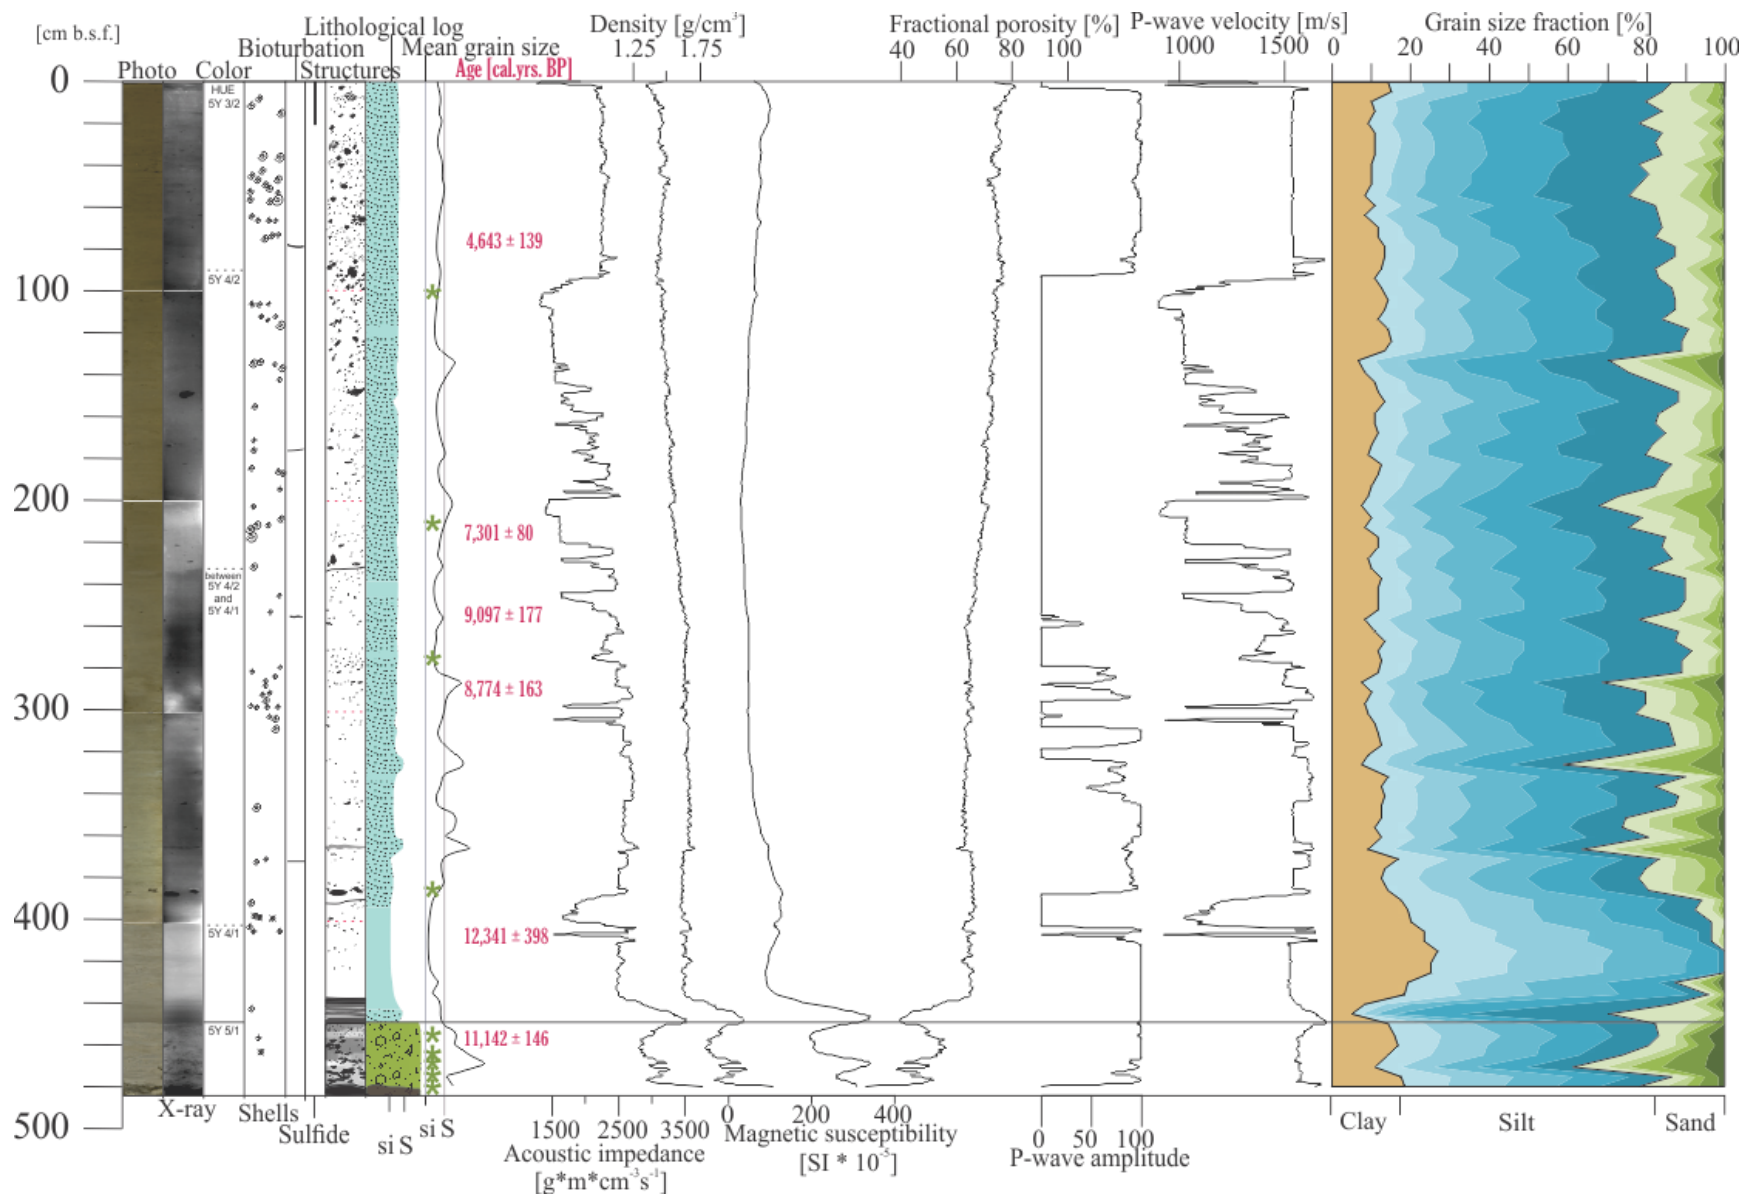 Lithological log
Density [g/cm³]
Fractional porosity [%]
P-wave velocity [m/s]
Grain size fraction [%]
[cm b.s.f.]
Bioturbation
Mean grain size
1.25 1.75
40 60 80 100
1000 1500
0 20 40 60 80 100
Photo Color Structures
Age [cal.yrs. BP]
0
HUE
5Y 3/2
4,643 ± 139
5Y 4/2
100
200
7,301 ± 80
between
5Y 4/2
and
5Y 4/1
9,097 ± 177
8,774 ± 163
300
400
5Y 4/1
12,341 ± 398
5Y 5/1
11,142 ± 146
500
X-ray
Shells
Sulfide
si S
si S
1500 2500 3500
Acoustic impedance
[g*m*cm⁻³s⁻¹]
0 200 400
Magnetic susceptibility
[SI * 10⁻⁵]
0 50 100
P-wave amplitude
Clay Silt Sand